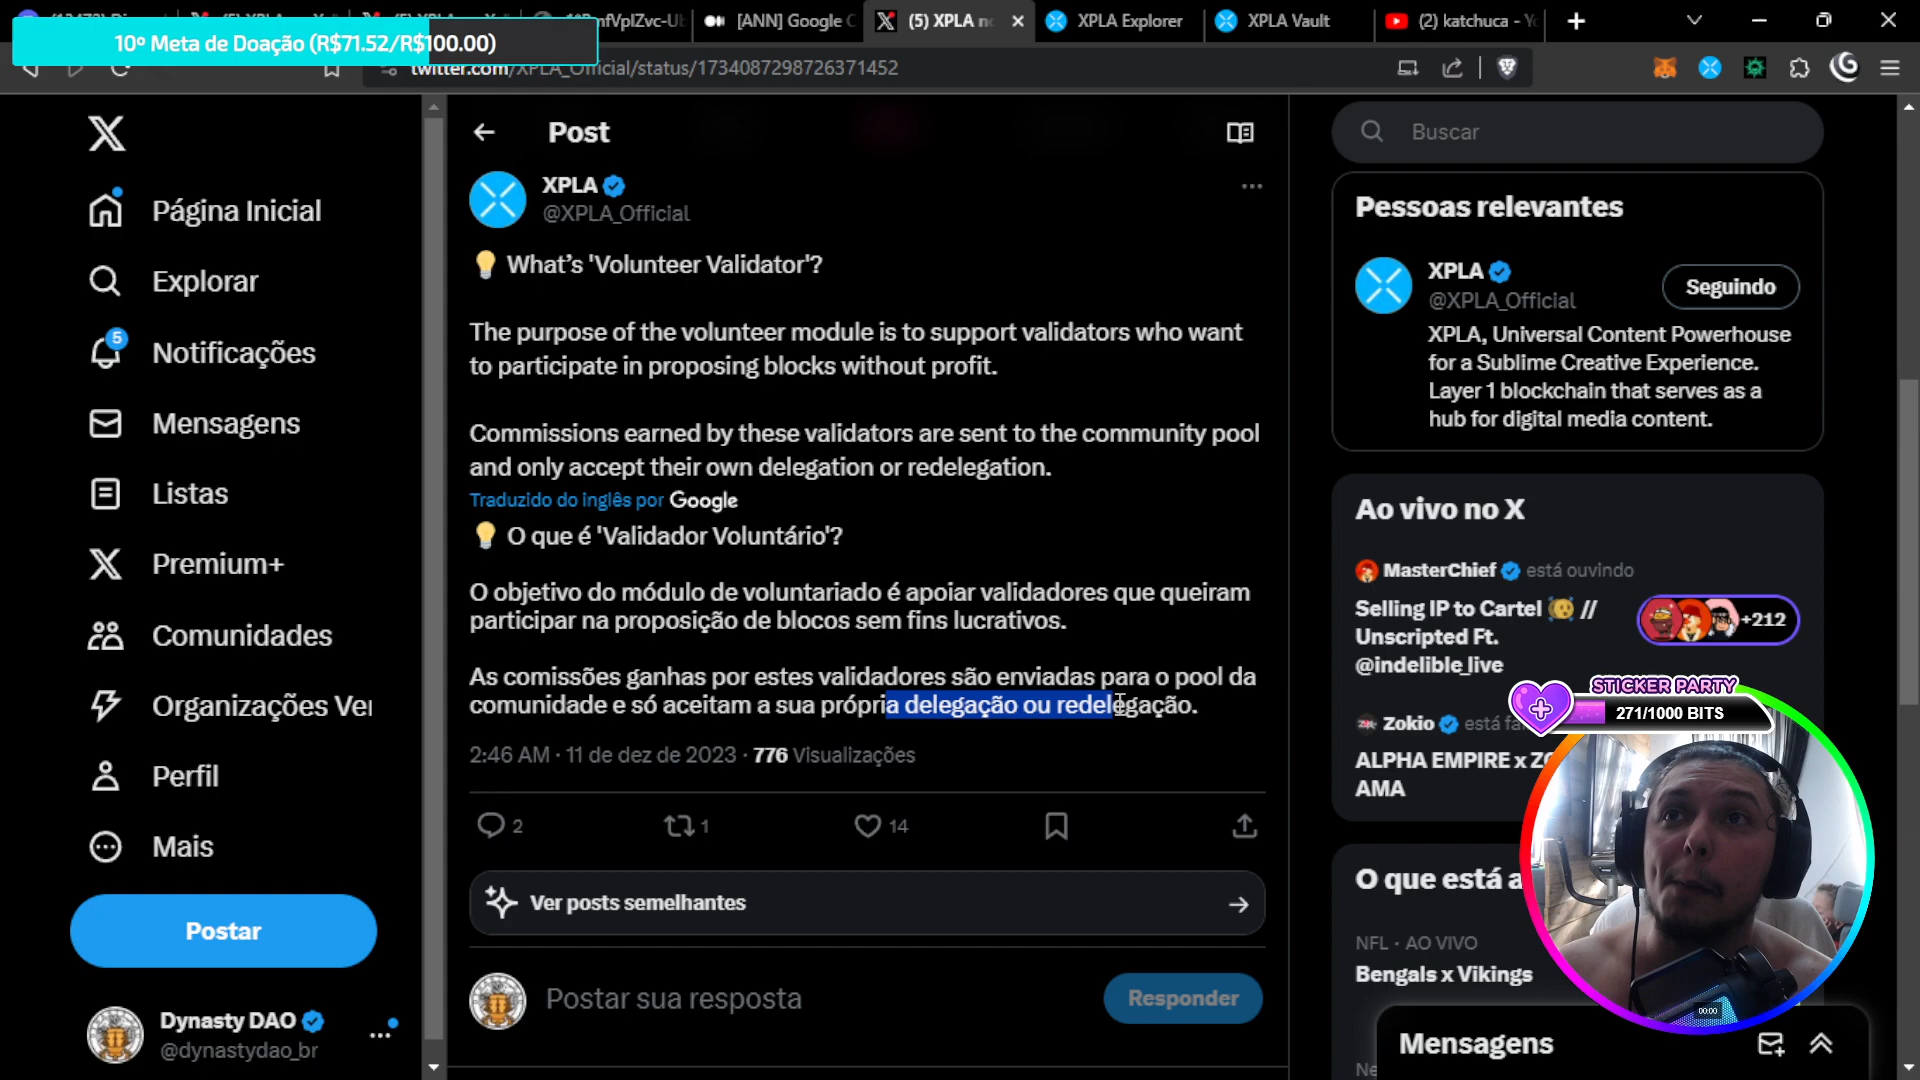 10º Meta de Doação (R$71.52/R$100.00)
[ANN] Google C
(5) XPLA n
XPLA Explorer
XPLA Vault
(2) katchuca - Y
twitter.com/XPLA_Official/status/1734087298726371452
Página Inicial
Explorar
5
Notificações
Mensagens
Listas
Premium+
Comunidades
Organizações Ver
Perfil
Mais
Postar
Dynasty DAO
@dynastydao_br
Post
XPLA
@XPLA_Official
What's 'Volunteer Validator'?
The purpose of the volunteer module is to support validators who want
to participate in proposing blocks without profit.
Commissions earned by these validators are sent to the community pool
and only accept their own delegation or redelegation.
Traduzido do inglês por Google
O que é 'Validador Voluntário'?
O objetivo do módulo de voluntariado é apoiar validadores que queiram
participar na proposição de blocos sem fins lucrativos.
As comissões ganhas por estes validadores são enviadas para o pool da
comunidade e só aceitam a sua própria delegação ou redelegação.
2:46 AM · 11 de dez de 2023 · 776 Visualizações
2
1
14
Ver posts semelhantes
Postar sua resposta
Responder
Buscar
Pessoas relevantes
XPLA
@XPLA_Official
Seguindo
XPLA, Universal Content Powerhouse
for a Sublime Creative Experience.
Layer 1 blockchain that serves as a
hub for digital media content.
Ao vivo no X
MasterChief está ouvindo
Selling IP to Cartel //
Unscripted Ft.
@indelible_live
+212
STICKER PARTY
271/1000 BITS
Zokio está fa
ALPHA EMPIRE x Z
AMA
O que está a
NFL · AO VIVO
Bengals x Vikings
00:00
Mensagens
Ne